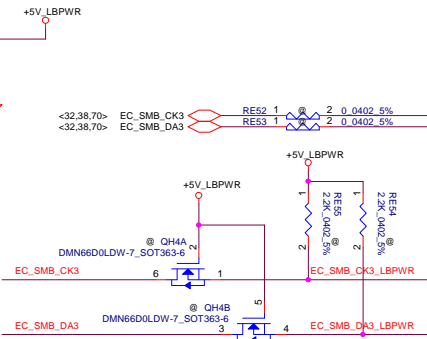 +5V_LBPWR
<32,38,70> EC_SMB_CK3 RE52 1 @ 2 0_0402_5%
<32,38,70> EC_SMB_DA3 RE53 1 @ 2 0_0402_5%
+5V_LBPWR
+5V_LBPWR
1 RE55 2.2K_0402_5% @ 2
1 RE54 2.2K_0402_5% @ 2
@ QH4A
DMN66D0LDW-7_SOT363-6
2
EC_SMB_CK3 6 1 EC_SMB_CK3_LBPWR
@ QH4B
DMN66D0LDW-7_SOT363-6
5
EC_SMB_DA3 3 4 EC_SMB_DA3_LBPWR